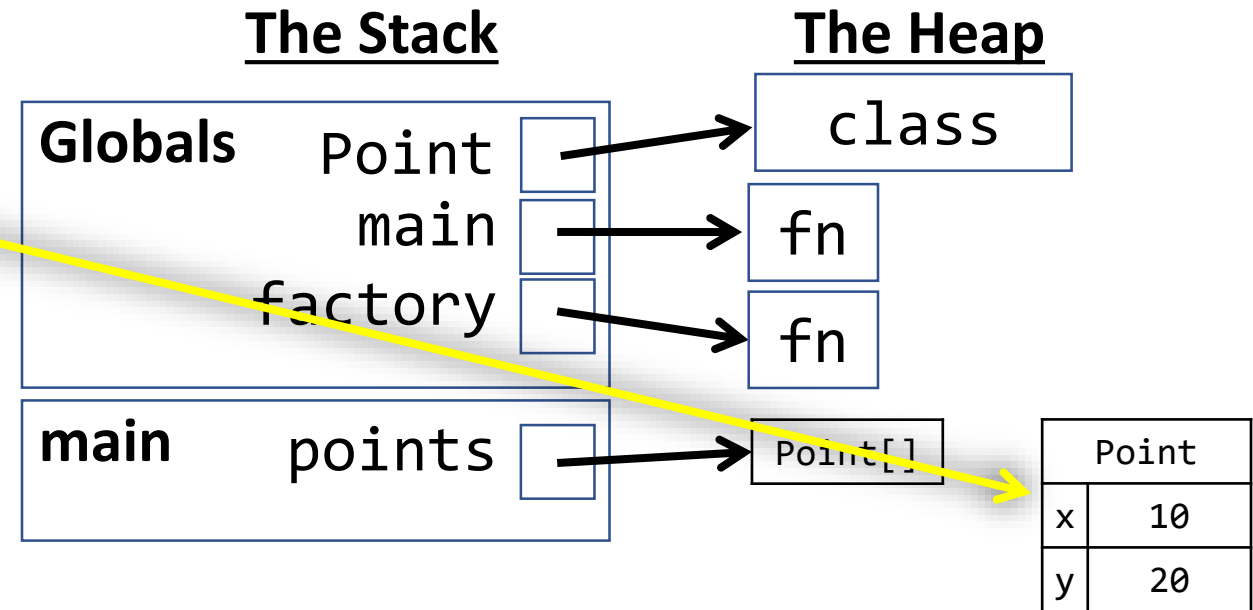 The Stack
The Heap
Globals
Point
main
factory
class
fn
fn
main
points
Point[]
Point
x 10
y 20